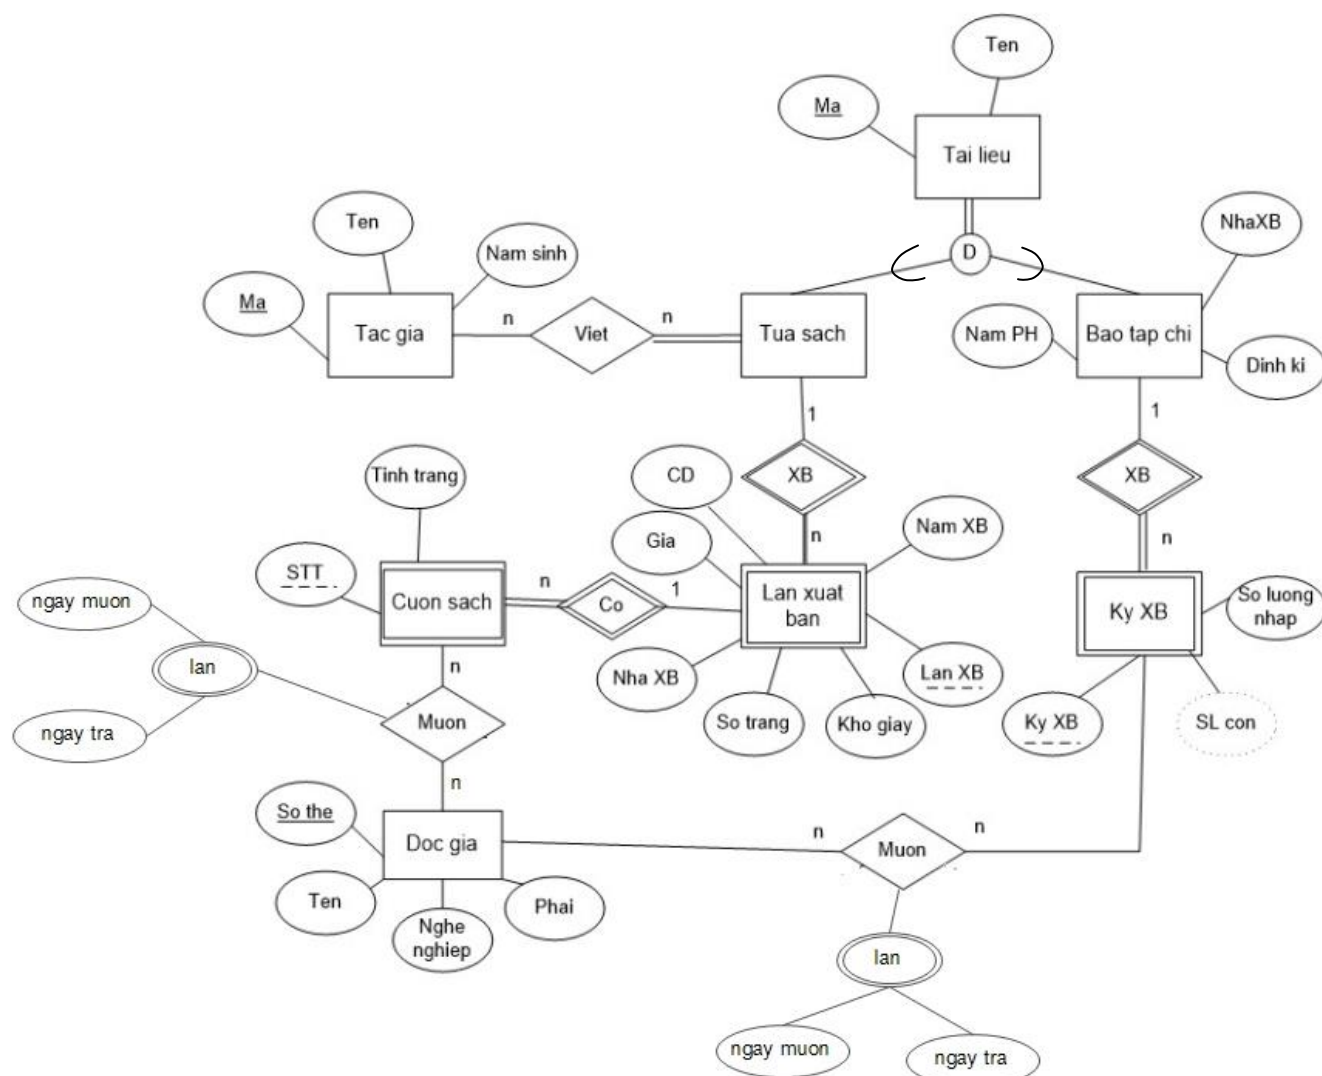 Ten
Ma
Tai lieu
D
NhaXB
Ten
Nam sinh
Ma
Tac gia
n
Viet
n
Tua sach
Nam PH
Bao tap chi
Dinh ki
1
1
Tinh trang
CD
XB
XB
Gia
n
Nam XB
n
STT
Cuon sach
n
Co
1
Lan xuat
ban
Ky XB
So luong
nhap
ngay muon
lan
ngay tra
n
Nha XB
Lan XB
So trang
Kho giay
Ky XB
SL con
Muon
n
So the
Doc gia
n
Muon
n
Ten
Nghe
nghiep
Phai
lan
ngay muon
ngay tra